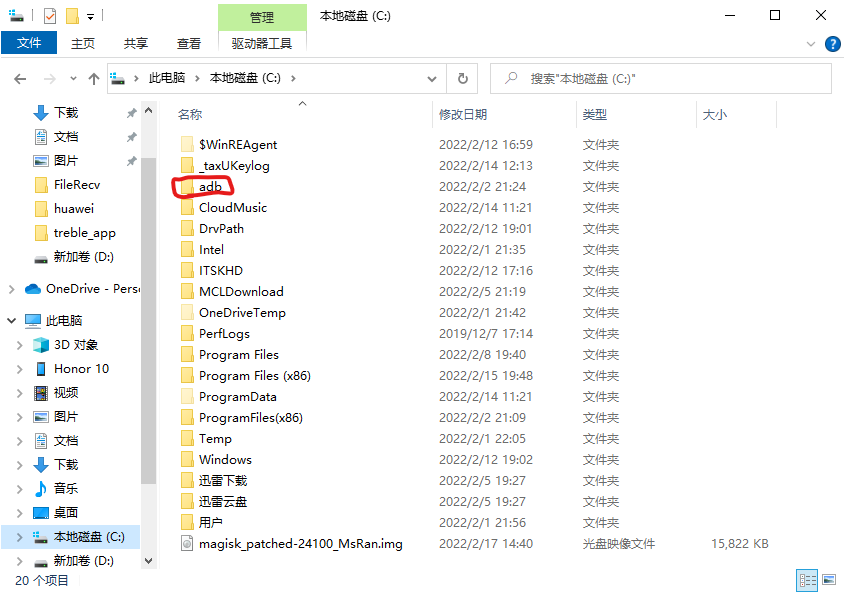 管理
本地磁盘 (C:)
文件 主页 共享 查看 驱动器工具
此电脑 本地磁盘 (C:)
搜索"本地磁盘 (C:)"
下载
文档
图片
FileRecv
huawei
treble_app
新加卷 (D:)
OneDrive - Pers
此电脑
3D 对象
Honor 10
视频
图片
文档
下载
音乐
桌面
本地磁盘 (C:)
新加卷 (D:)
名称 修改日期 类型 大小
$WinREAgent 2022/2/12 16:59 文件夹
_taxUKeylog 2022/2/14 12:13 文件夹
adb 2022/2/2 21:24 文件夹
CloudMusic 2022/2/14 11:21 文件夹
DrvPath 2022/2/12 19:01 文件夹
Intel 2022/2/1 21:35 文件夹
ITSKHD 2022/2/12 17:16 文件夹
MCLDownload 2022/2/5 21:19 文件夹
OneDriveTemp 2022/2/1 21:42 文件夹
PerfLogs 2019/12/7 17:14 文件夹
Program Files 2022/2/8 19:40 文件夹
Program Files (x86) 2022/2/15 19:48 文件夹
ProgramData 2022/2/14 11:21 文件夹
ProgramFiles(x86) 2022/2/2 21:09 文件夹
Temp 2022/2/1 22:05 文件夹
Windows 2022/2/12 19:02 文件夹
迅雷下载 2022/2/5 19:27 文件夹
迅雷云盘 2022/2/5 19:27 文件夹
用户 2022/2/1 21:56 文件夹
magisk_patched-24100_MsRan.img 2022/2/17 14:40 光盘映像文件 15,822 KB
20 个项目